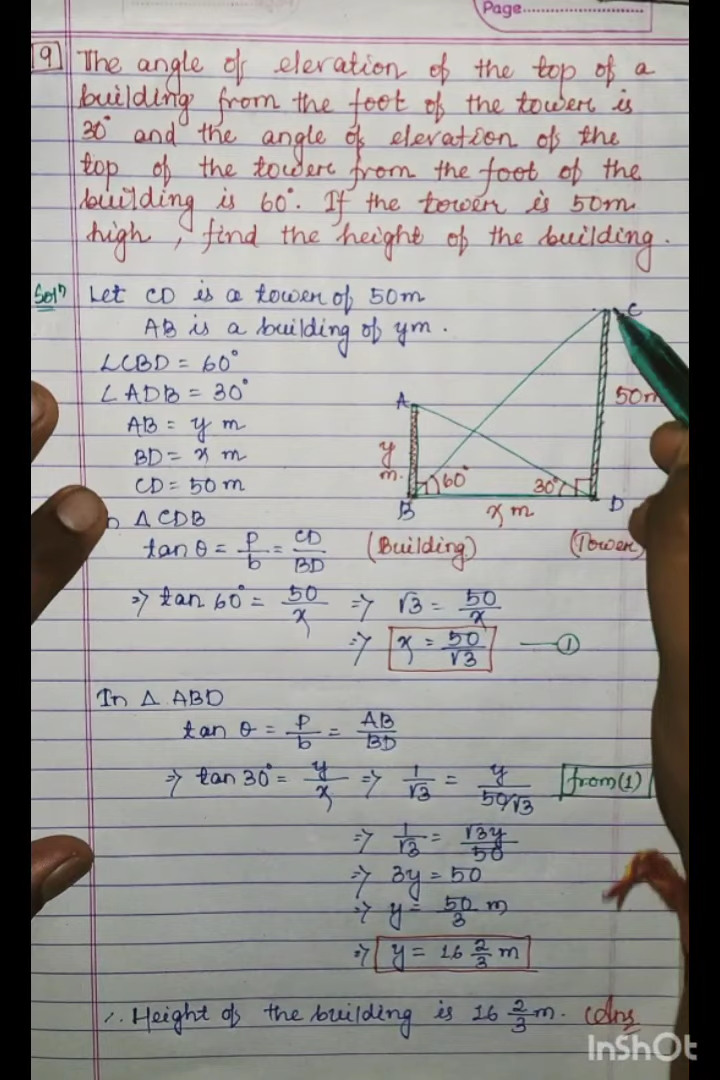 Page
9 The angle of elevation of the top of a
building from the foot of the tower is
30° and the angle of elevation of the
top of the tower from the foot of the
building is 60°. If the tower is 50m
high, find the height of the building.
Solⁿ Let CD is a tower of 50m
AB is a building of ym.
∠CBD = 60°
∠ADB = 30°
AB = y m
BD = x m
CD = 50 m
C
50m
A
y
m.
60°
30°
B
x m
D
(Building)
(Tower)
△CDB
tan θ = P/b = CD/BD
⇒ tan 60° = 50/x ⇒ √3 = 50/x
⇒ x = 50/√3 — ①
In △ ABD
tan θ = P/b = AB/BD
⇒ tan 30° = y/x ⇒ 1/√3 = y/50/√3 from(1)
⇒ 1/√3 = √3y/50
⇒ 3y = 50
⇒ y = 50/3 m
⇒ y = 16 2/3 m
∴ Height of the building is 16 2/3 m. (Ans
InShOt